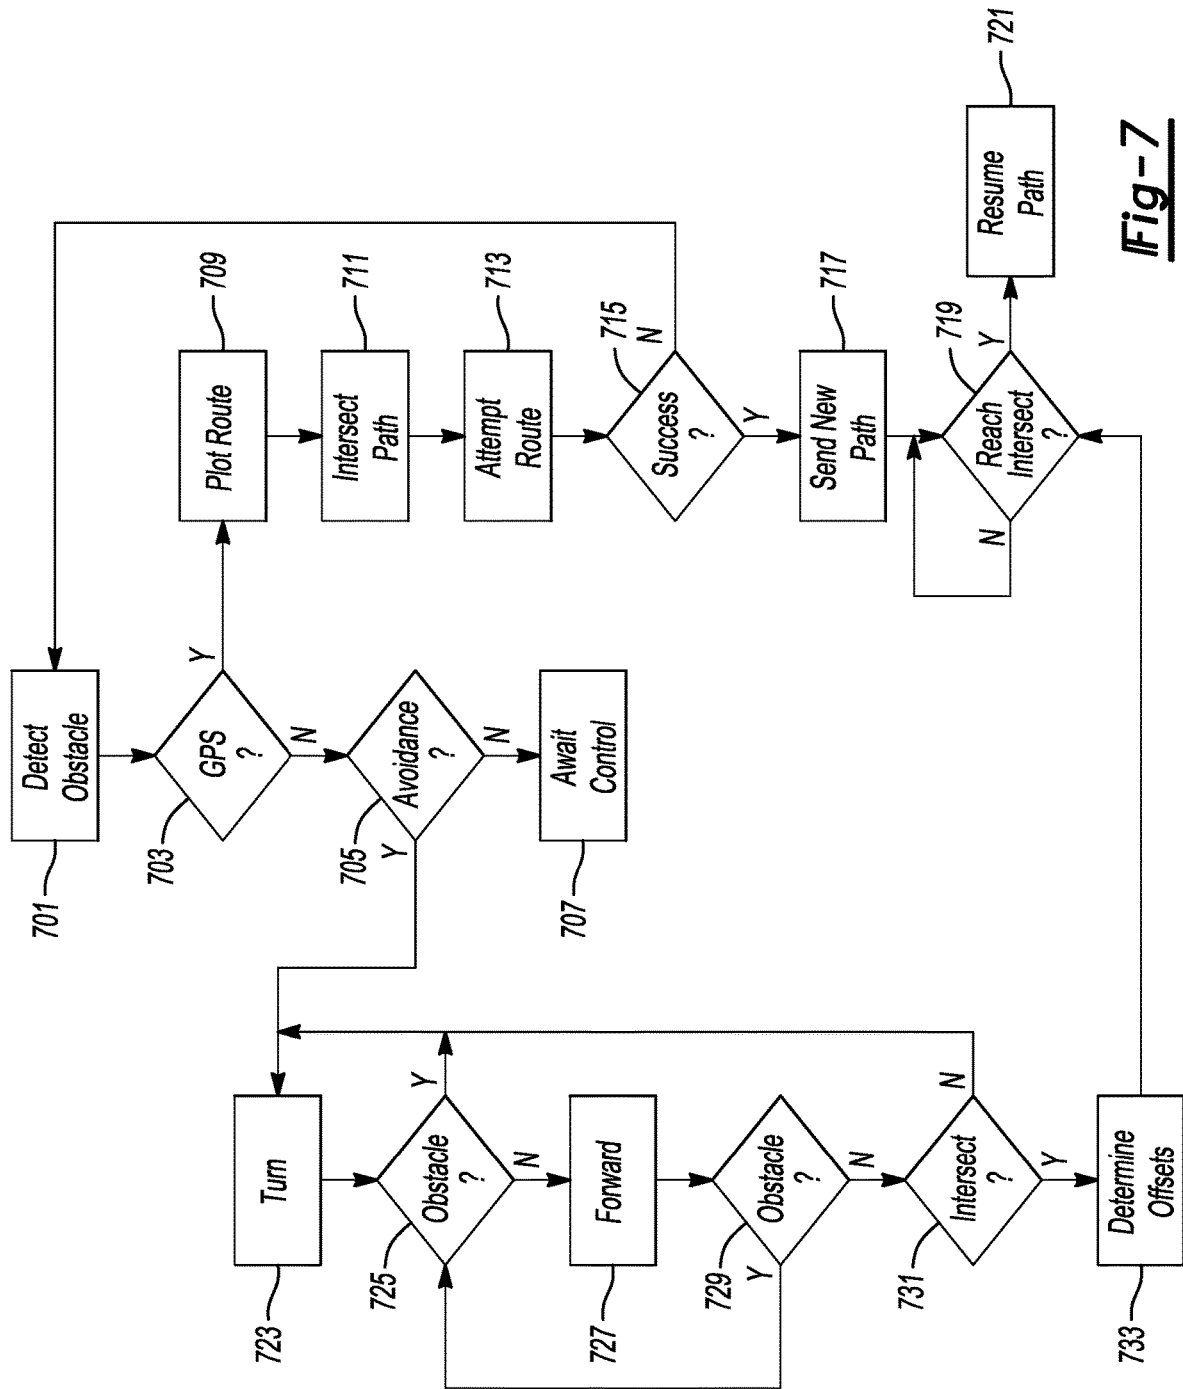 701
Detect
Obstacle
703
GPS
?
Y
N
705
Avoidance
?
Y
N
707
Await
Control
709
Plot Route
711
Intersect
Path
713
Attempt
Route
715
Success
?
N
Y
717
Send New
Path
719
Reach
Intersect
?
N
Y
721
Resume
Path
723
Turn
725
Obstacle
?
Y
N
727
Forward
729
Obstacle
?
Y
N
731
Intersect
?
N
Y
733
Determine
Offsets
Fig-7